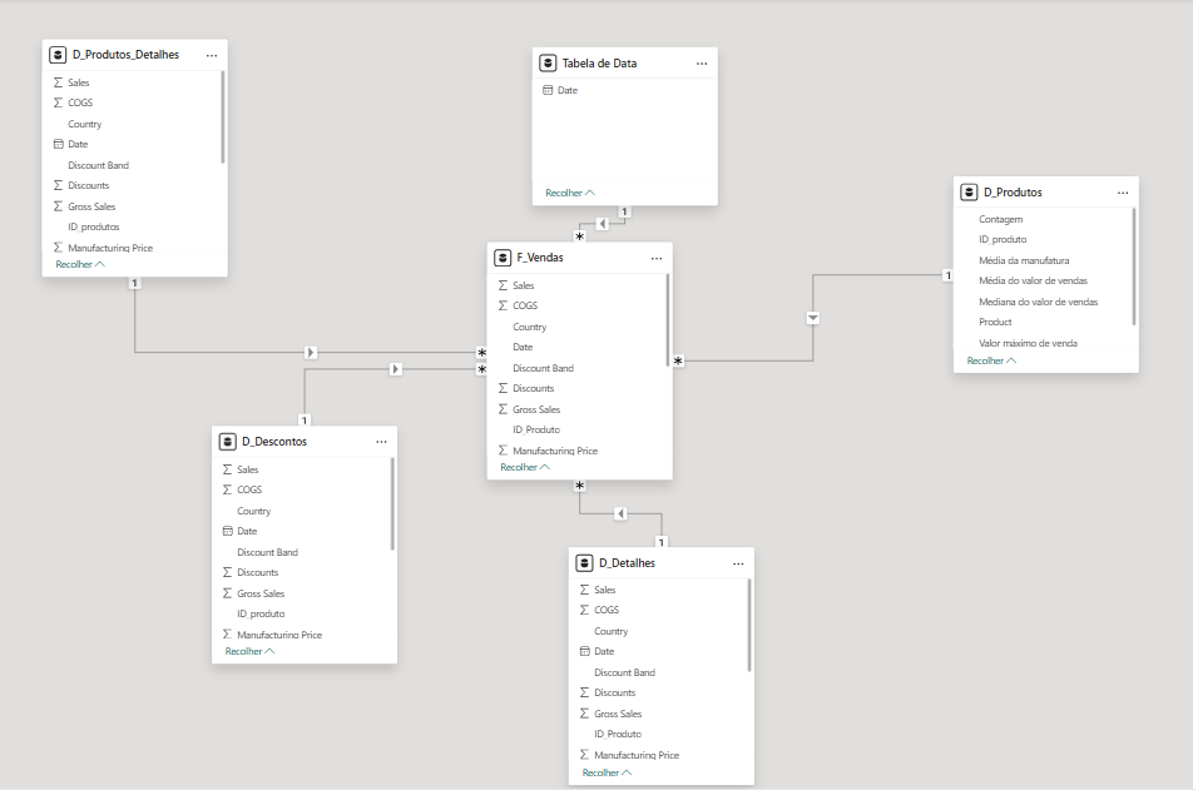 D_Produtos_Detalhes
Sales
COGS
Country
Date
Discount Band
Discounts
Gross Sales
ID_produtos
Manufacturing Price
Recolher
1
Tabela de Data
Date
Recolher
1
*
D_Produtos
Contagem
ID_produto
Média da manufatura
Média do valor de vendas
Mediana do valor de vendas
Product
Valor máximo de venda
Recolher
1
F_Vendas
Sales
COGS
Country
Date
Discount Band
Discounts
Gross Sales
ID_Produto
Manufacturing Price
Recolher
*
*
*
*
D_Descontos
Sales
COGS
Country
Date
Discount Band
Discounts
Gross Sales
ID_produto
Manufacturing Price
Recolher
1
D_Detalhes
Sales
COGS
Country
Date
Discount Band
Discounts
Gross Sales
ID_Produto
Manufacturing Price
Recolher
1